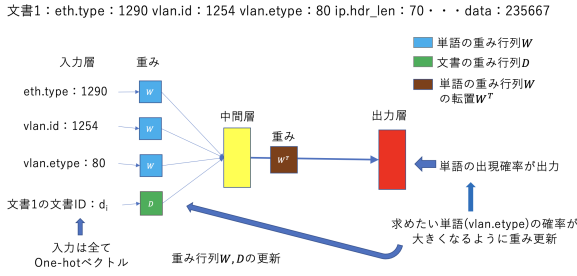 文書1：eth.type：1290 vlan.id：1254 vlan.etype：80 ip.hdr_len：70・・・data：235667
単語の重み行列W
文書の重み行列D
単語の重み行列W
の転置Wᵀ
入力層
重み
eth.type：1290
W
vlan.id：1254
W
vlan.etype：80
W
文書1の文書ID：dᵢ
D
中間層
重み
Wᵀ
出力層
単語の出現確率が出力
入力は全て
One-hotベクトル
重み行列W, Dの更新
求めたい単語(vlan.etype)の確率が
大きくなるように重み更新